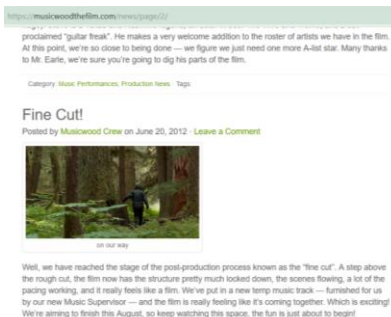 https://musicwoodthefilm.com/news/page/2/
proclaimed "guitar freak". He makes a very welcome addition to the roster of artists we have in the film.
At this point, we're so close to being done — we figure we just need one more A-list star. Many thanks
to Mr. Earle, we're sure you're going to dig his parts of the film.
Category: Music Performances, Production News · Tags:
Fine Cut!
Posted by Musicwood Crew on June 20, 2012 · Leave a Comment
on our way
Well, we have reached the stage of the post-production process known as the "fine cut". A step above
the rough cut, the film now has the structure pretty much locked down, the scenes flowing, a lot of the
pacing working, and it really feels like a film. We've put in a new temp music track — furnished for us
by our new Music Supervisor — and the film is really feeling like it's coming together. Which is exciting!
We're aiming to finish this August, so keep watching this space, the fun is just about to begin!